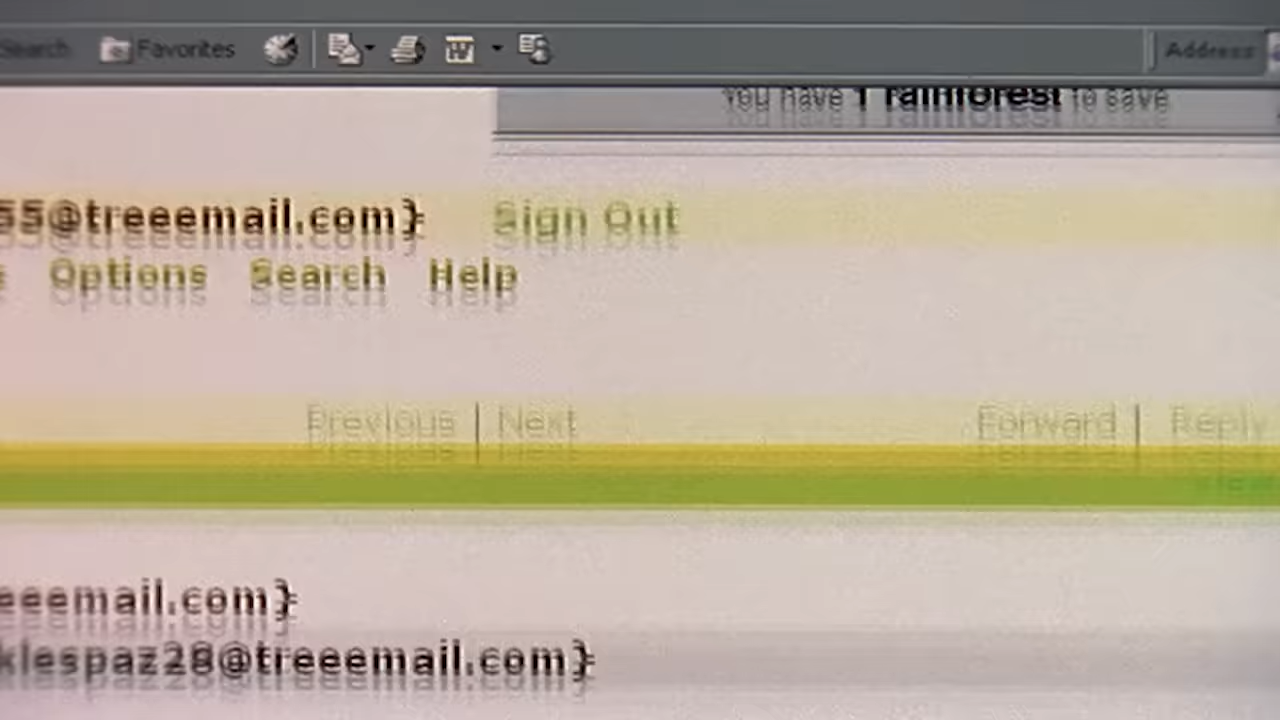 Search Favorites Address
You have 1 rainforest to save
55@treeemail.com} Sign Out
s Options Search Help
Previous | Next Forward | Reply
view
eeemail.com}
klespaz28@treeemail.com}